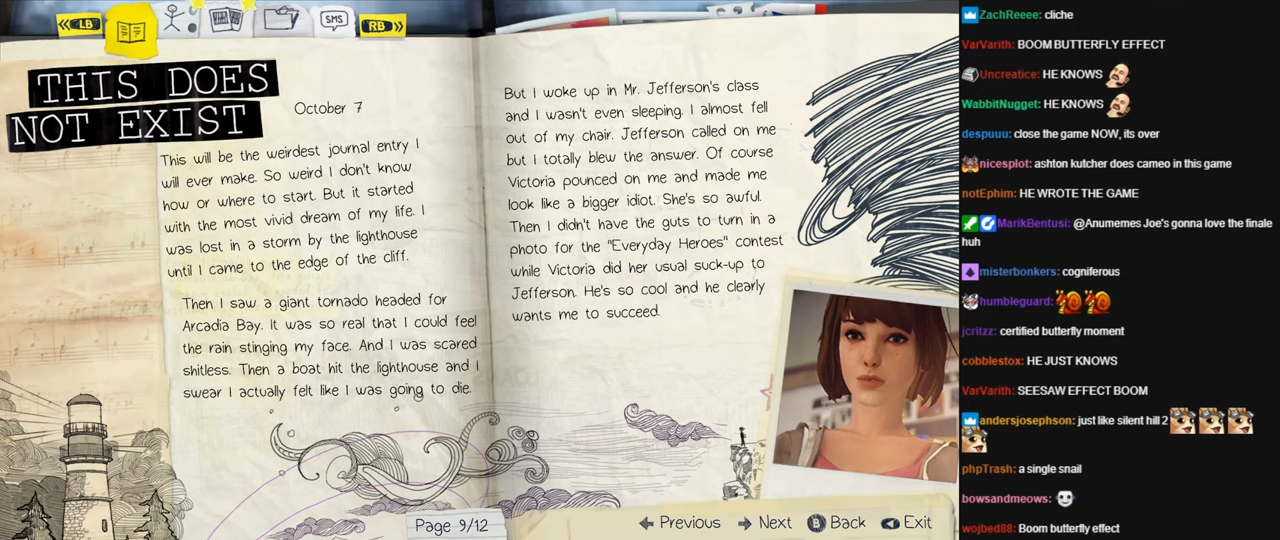 LB
SMS
RB
THIS DOES
NOT EXIST
October 7
This will be the weirdest journal entry I
will ever make. So weird I don't know
how or where to start. But it started
with the most vivid dream of my life. I
was lost in a storm by the lighthouse
until I came to the edge of the cliff.
Then I saw a giant tornado headed for
Arcadia Bay. It was so real that I could feel
the rain stinging my face. And I was scared
shitless. Then a boat hit the lighthouse and I
swear I actually felt like I was going to die.
But I woke up in Mr. Jefferson's class
and I wasn't even sleeping. I almost fell
out of my chair. Jefferson called on me
but I totally blew the answer. Of course
Victoria pounced on me and made me
look like a bigger idiot. She's so awful.
Then I didn't have the guts to turn in a
photo for the "Everyday Heroes" contest
while Victoria did her usual suck-up to
Jefferson. He's so cool and he clearly
wants me to succeed.
Page 9/12
Previous
Next
B Back
Exit
ZachReeee: cliche
VarVarith: BOOM BUTTERFLY EFFECT
Uncreatice: HE KNOWS
WabbitNugget: HE KNOWS
despuuu: close the game NOW, its over
nicesplot: ashton kutcher does cameo in this game
notEphim: HE WROTE THE GAME
MarikBentusi: @Anumemes Joe's gonna love the finale
huh
misterbonkers: cogniferous
humbleguard:
jcritzz: certified butterfly moment
cobblestox: HE JUST KNOWS
VarVarith: SEESAW EFFECT BOOM
andersjosephson: just like silent hill 2
phpTrash: a single snail
bowsandmeows:
wojbed88: Boom butterfly effect